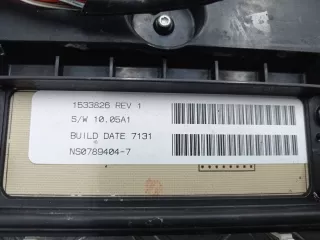 1533826 REV 1
S/W 10.05A1
BUILD DATE 7131
NS0789404-7